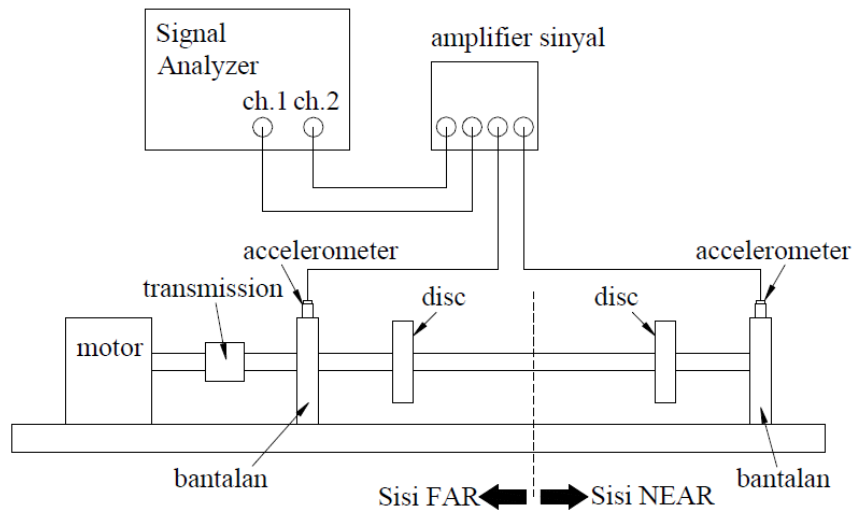 Signal
Analyzer
ch.1 ch.2
amplifier sinyal
accelerometer
accelerometer
transmission
disc
disc
motor
bantalan
bantalan
Sisi FAR
Sisi NEAR